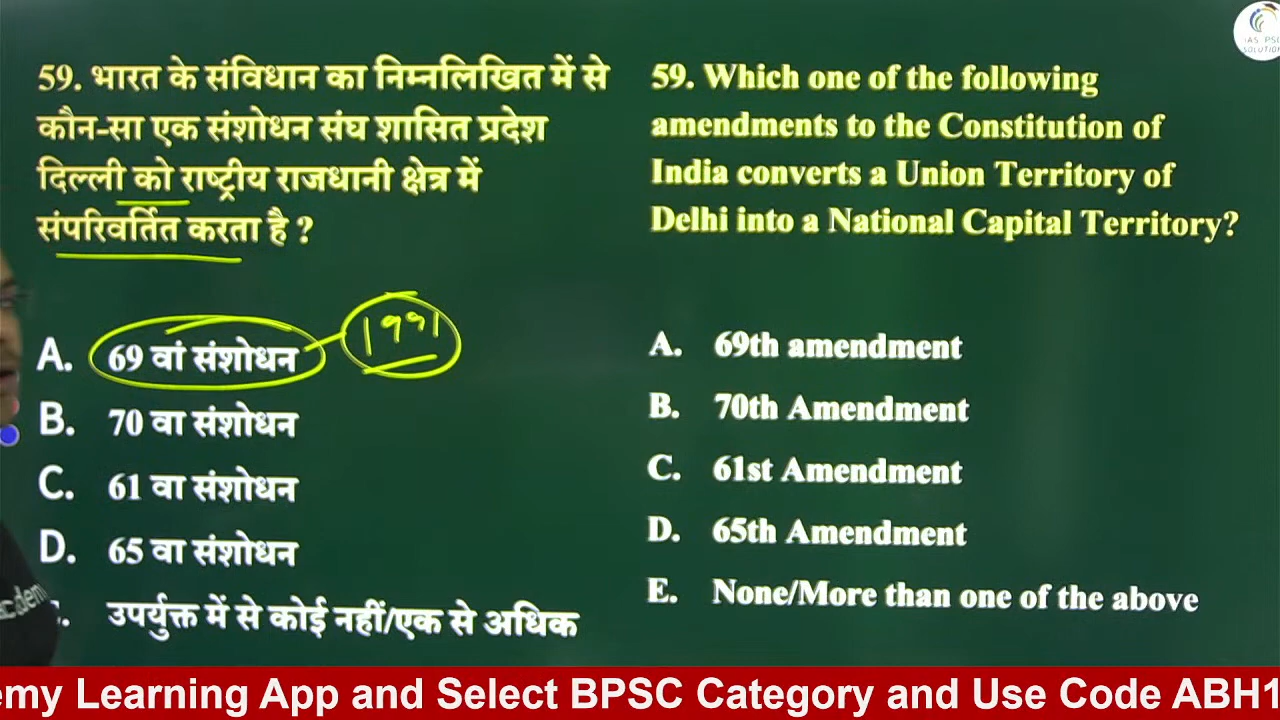 59. भारत के संविधान का निम्नलिखित में से
कौन-सा एक संशोधन संघ शासित प्रदेश
दिल्ली को राष्ट्रीय राजधानी क्षेत्र में
संपरिवर्तित करता है ?
A. 69 वां संशोधन
1991
B. 70 वा संशोधन
C. 61 वा संशोधन
D. 65 वा संशोधन
उपर्युक्त में से कोई नहीं/एक से अधिक
59. Which one of the following
amendments to the Constitution of
India converts a Union Territory of
Delhi into a National Capital Territory?
A. 69th amendment
B. 70th Amendment
C. 61st Amendment
D. 65th Amendment
E. None/More than one of the above
emy Learning App and Select BPSC Category and Use Code ABH1